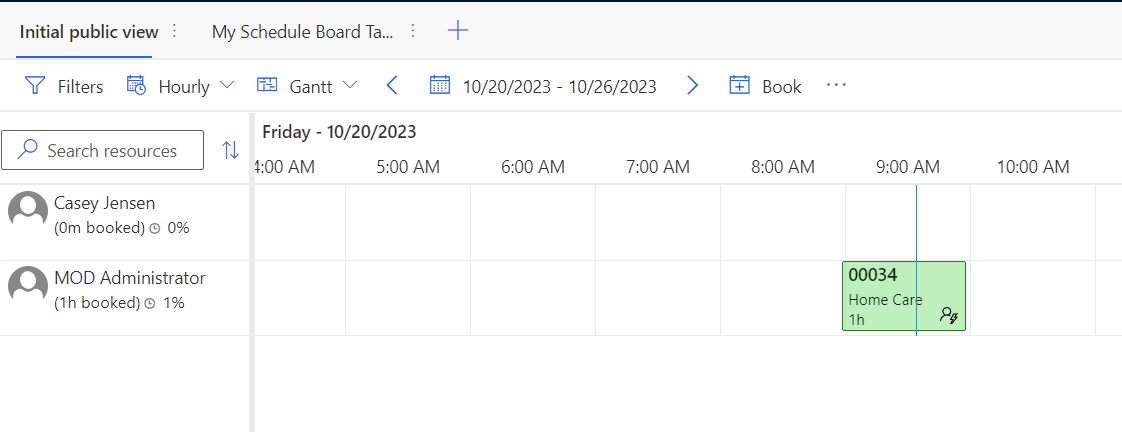 Initial public view My Schedule Board Ta...
Filters Hourly Gantt 10/20/2023 - 10/26/2023 Book
Friday - 10/20/2023
Search resources
4:00 AM 5:00 AM 6:00 AM 7:00 AM 8:00 AM 9:00 AM 10:00 AM
Casey Jensen
(0m booked) 0%
MOD Administrator
(1h booked) 1%
00034
Home Care
1h